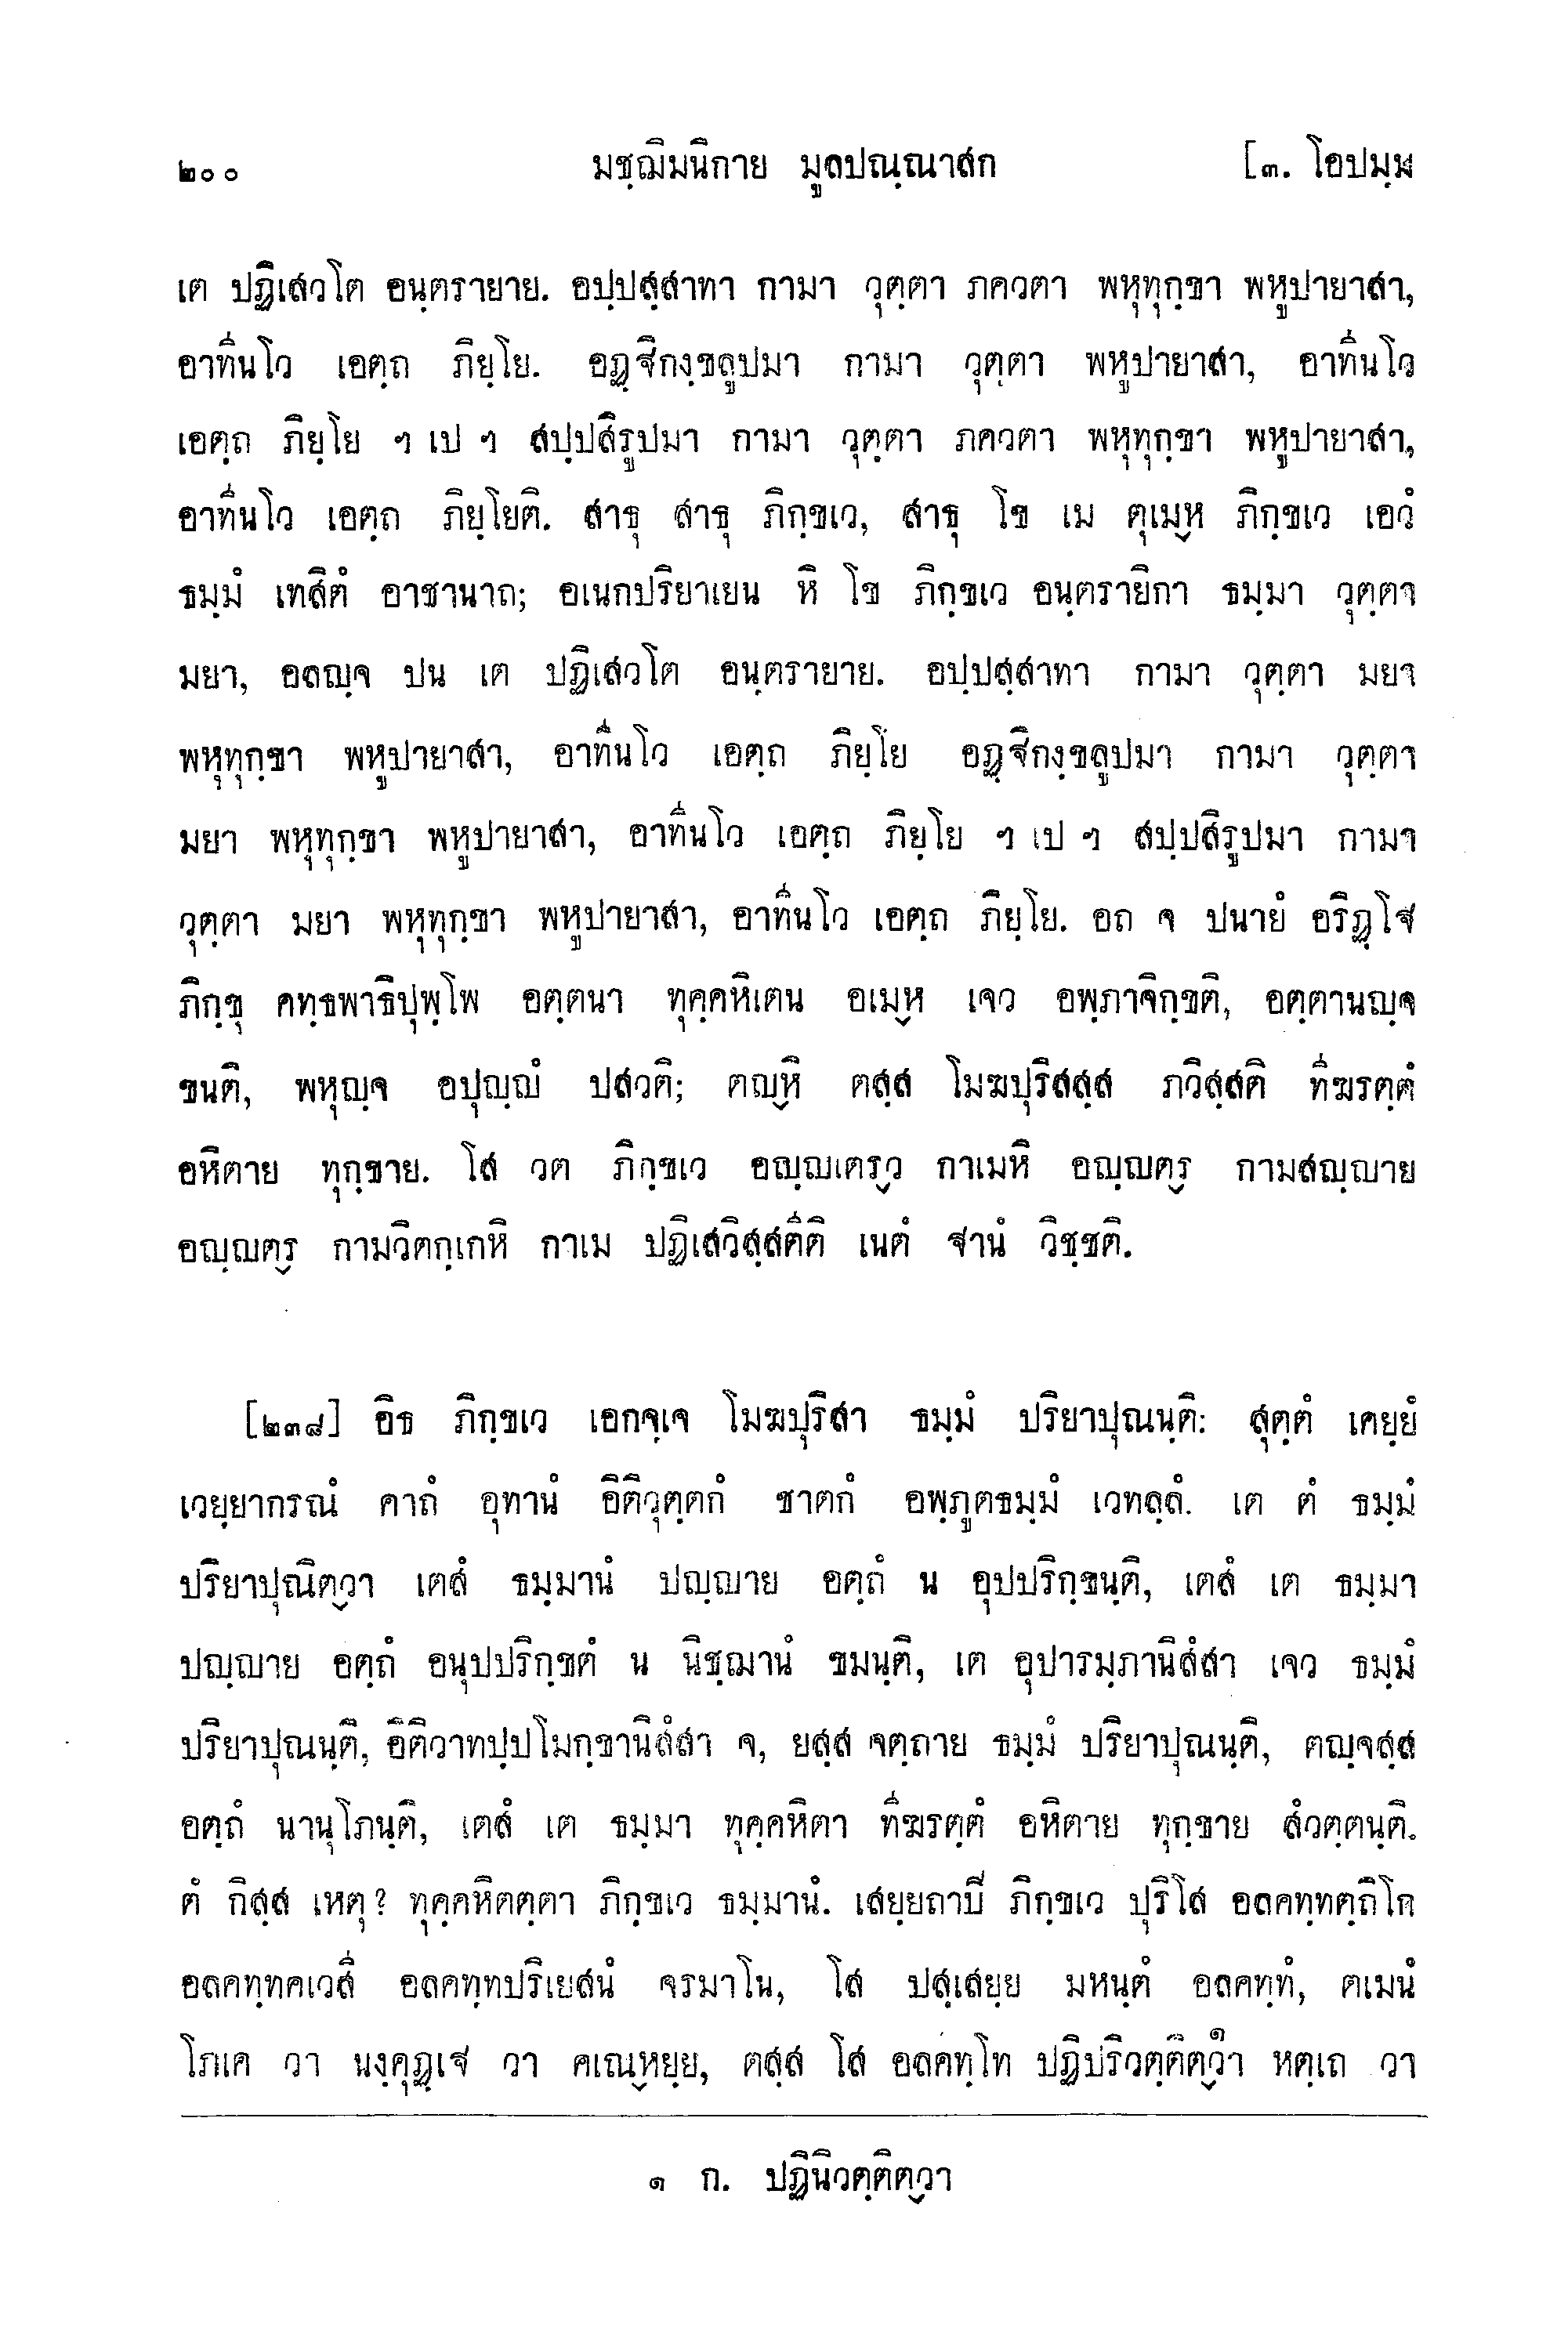 ๒๐๐ มชฺฌิมนิกาย มูลปณฺณาสก [๓. โอปมฺม
เต ปฏิเสวโต อนฺตรายาย. อปฺปสฺสาทา กามา วุตฺตา ภควตา พหุทุกฺขา พหูปายาสา,
อาทีนโว เอตฺถ ภิยฺโย. อฏฺฐิกงฺขลูปมา กามา วุตฺตา พหูปายาสา, อาทีนโว
เอตฺถ ภิยฺโย ฯ เป ฯ สปฺปสิรูปมา กามา วุตฺตา ภควตา พหุทุกฺขา พหูปายาสา,
อาทีนโว เอตฺถ ภิยฺโยติ. สาธุ สาธุ ภิกฺขเว, สาธุ โข เม ตุเมฺห ภิกฺขเว เอวํ
ธมฺมํ เทสิตํ อาชานาถ; อเนกปริยาเยน หิ โข ภิกฺขเว อนฺตรายิกา ธมฺมา วุตฺตา
มยา, อลญฺจ ปน เต ปฏิเสวโต อนฺตรายาย. อปฺปสฺสาทา กามา วุตฺตา มยา
พหุทุกฺขา พหูปายาสา, อาทีนโว เอตฺถ ภิยฺโย อฏฺฐิกงฺขลูปมา กามา วุตฺตา
มยา พหุทุกฺขา พหูปายาสา, อาทีนโว เอตฺถ ภิยฺโย ฯ เป ฯ สปฺปสิรูปมา กามา
วุตฺตา มยา พหุทุกฺขา พหูปายาสา, อาทีนโว เอตฺถ ภิยฺโย. อถ จ ปนายํ อริฏฺโฐ
ภิกฺขุ คทฺธพาธิปุพฺโพ อตฺตนา ทุคฺคหิเตน อเมฺห เจว อพฺภาจิกฺขติ, อตฺตานญฺจ
ขนติ, พหุญฺจ อปุญฺญํ ปสวติ; ตญฺหิ ตสฺส โมฆปุริสสฺส ภวิสฺสติ ทีฆรตฺตํ
อหิตาย ทุกฺขาย. โส วต ภิกฺขเว อญฺญเตฺรว กาเมหิ อญฺญตฺร กามสญฺญาย
อญฺญตฺร กามวิตกฺเกหิ กาเม ปฏิเสวิสฺสตีติ เนตํ ฐานํ วิชฺชติ.
[๒๓๘] อิธ ภิกฺขเว เอกจฺเจ โมฆปุริสา ธมฺมํ ปริยาปุณนฺติ: สุตฺตํ เคยฺยํ
เวยฺยากรณํ คาถํ อุทานํ อิติวุตฺตกํ ชาตกํ อพฺภูตธมฺมํ เวทลฺลํ. เต ตํ ธมฺมํ
ปริยาปุณิตฺวา เตสํ ธมฺมานํ ปญฺญาย อตฺถํ น อุปปริกฺขนฺติ, เตสํ เต ธมฺมา
ปญฺญาย อตฺถํ อนุปปริกฺขตํ น นิชฺฌานํ ขมนฺติ, เต อุปารมฺภานิสํสา เจว ธมฺมํ
ปริยาปุณนฺติ, อิติวาทปฺปโมกฺขานิสํสา จ, ยสฺส จตฺถาย ธมฺมํ ปริยาปุณนฺติ, ตญฺจสฺส
อตฺถํ นานุโภนฺติ, เตสํ เต ธมฺมา ทุคฺคหิตา ทีฆรตฺตํ อหิตาย ทุกฺขาย สํวตฺตนฺติ.
ตํ กิสฺส เหตุ? ทุคฺคหิตตฺตา ภิกฺขเว ธมฺมานํ. เสยฺยถาปิ ภิกฺขเว ปุริโส อลคทฺทตฺถิโก
อลคทฺทคเวสี อลคทฺทปริเยสนํ จรมาโน, โส ปสฺเสยฺย มหนฺตํ อลคทฺทํ, ตเมนํ
โภเค วา นงฺคุฏฺเฐ วา คเณฺหยฺย, ตสฺส โส อลคทฺโท ปฏิปริวตฺติตฺวา๑ หตฺเถ วา
๑ ก. ปฏินิวตฺติตฺวา